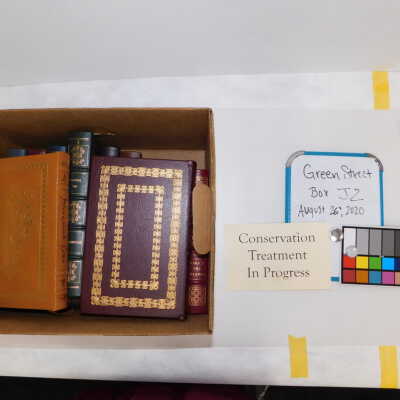 Green Street
Box J2
August 26, 2020
Conservation
Treatment
In Progress